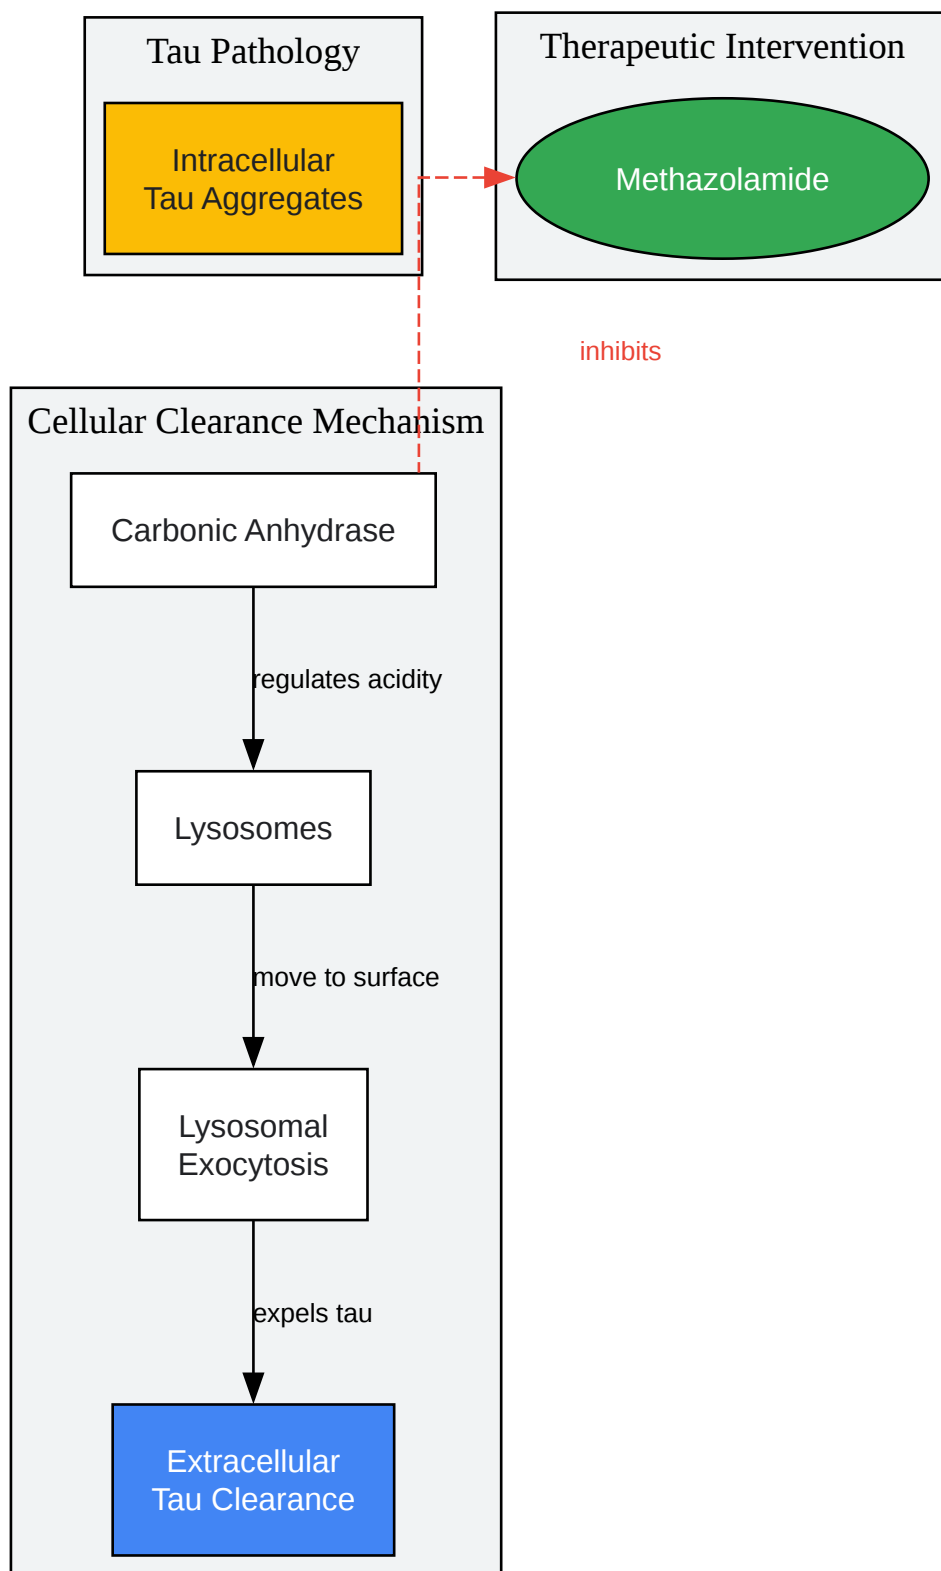 Tau Pathology
Intracellular
Tau Aggregates
Therapeutic Intervention
Methazolamide
inhibits
Cellular Clearance Mechanism
Carbonic Anhydrase
regulates acidity
Lysosomes
move to surface
Lysosomal
Exocytosis
expels tau
Extracellular
Tau Clearance